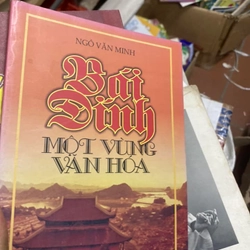 NGÔ VĂN MINH
Bái
Đính
MỘT VÙNG
VĂN HÓA